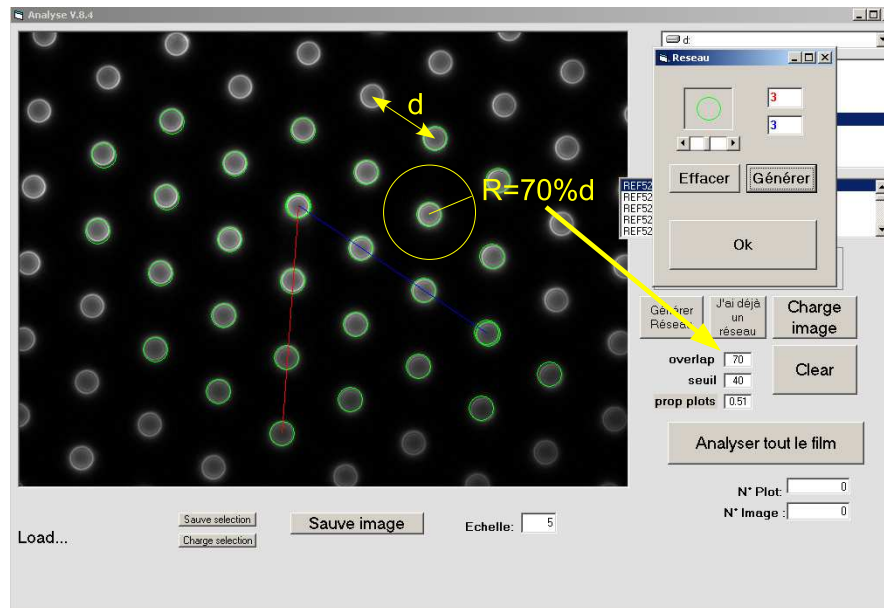 Analyse V.8.4
d:
Reseau
3
3
Effacer
Générer
Ok
d
R=70%d
REF52
REF52
REF52
REF52
REF52
Générer
Réseau
J'ai déjà
un
réseau
Charge
image
overlap 70
seuil 40
prop plots 0.51
Clear
Analyser tout le film
N° Plot: 0
N° Image : 0
Sauve selection
Charge selection
Sauve image
Echelle: 5
Load...